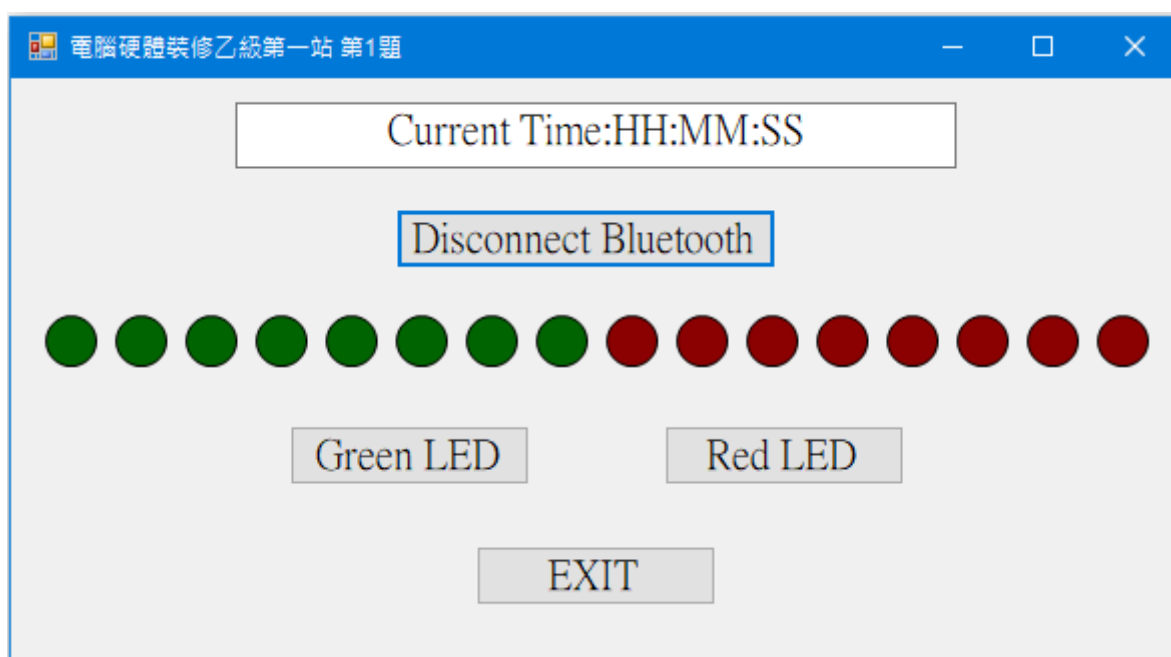 電腦硬體裝修乙級第一站 第1題
Current Time:HH:MM:SS
Disconnect Bluetooth
Green LED
Red LED
EXIT